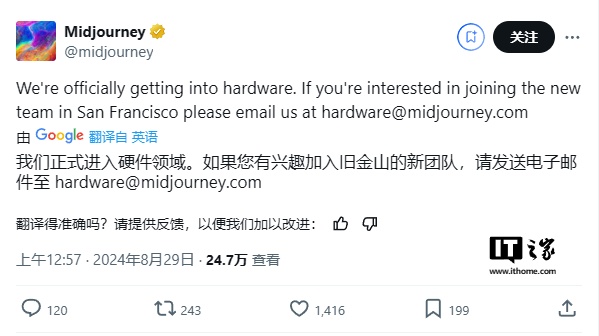 Midjourney
@midjourney
关注
We're officially getting into hardware. If you're interested in joining the new
team in San Francisco please email us at hardware@midjourney.com
由 Google 翻译自 英语
我们正式进入硬件领域。如果您有兴趣加入旧金山的新团队，请发送电子邮
件至 hardware@midjourney.com
翻译得准确吗？请提供反馈，以便我们加以改进：
上午12:57 · 2024年8月29日 · 24.7万 查看
IT之家
www.ithome.com
120
243
1,416
199